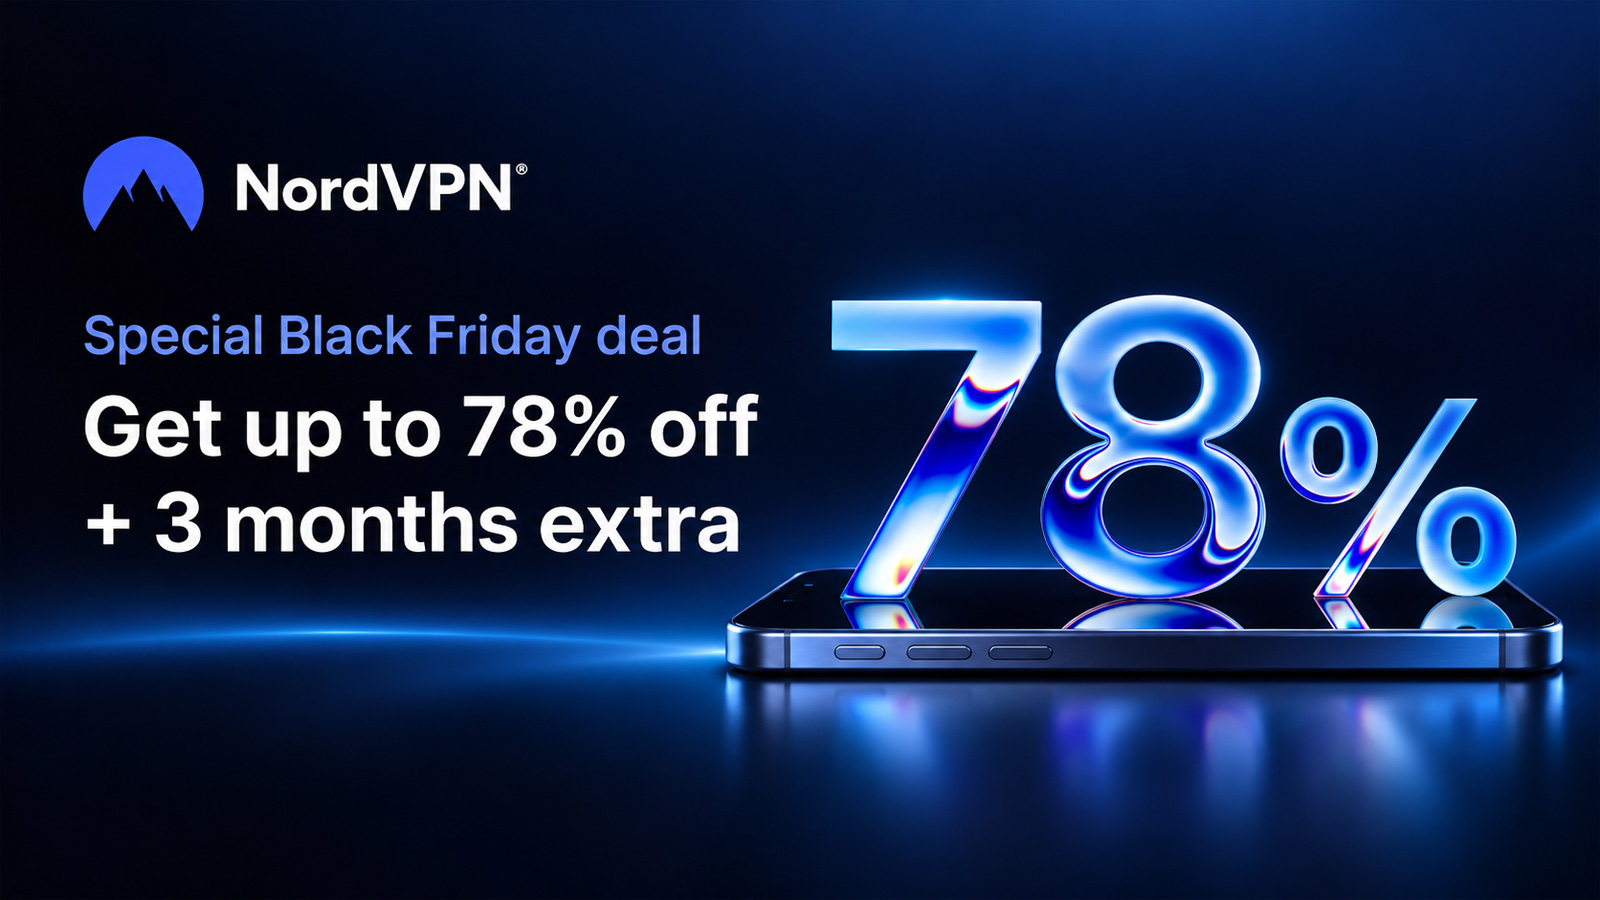 NordVPN®
Special Black Friday deal
Get up to 78% off
+ 3 months extra
78%